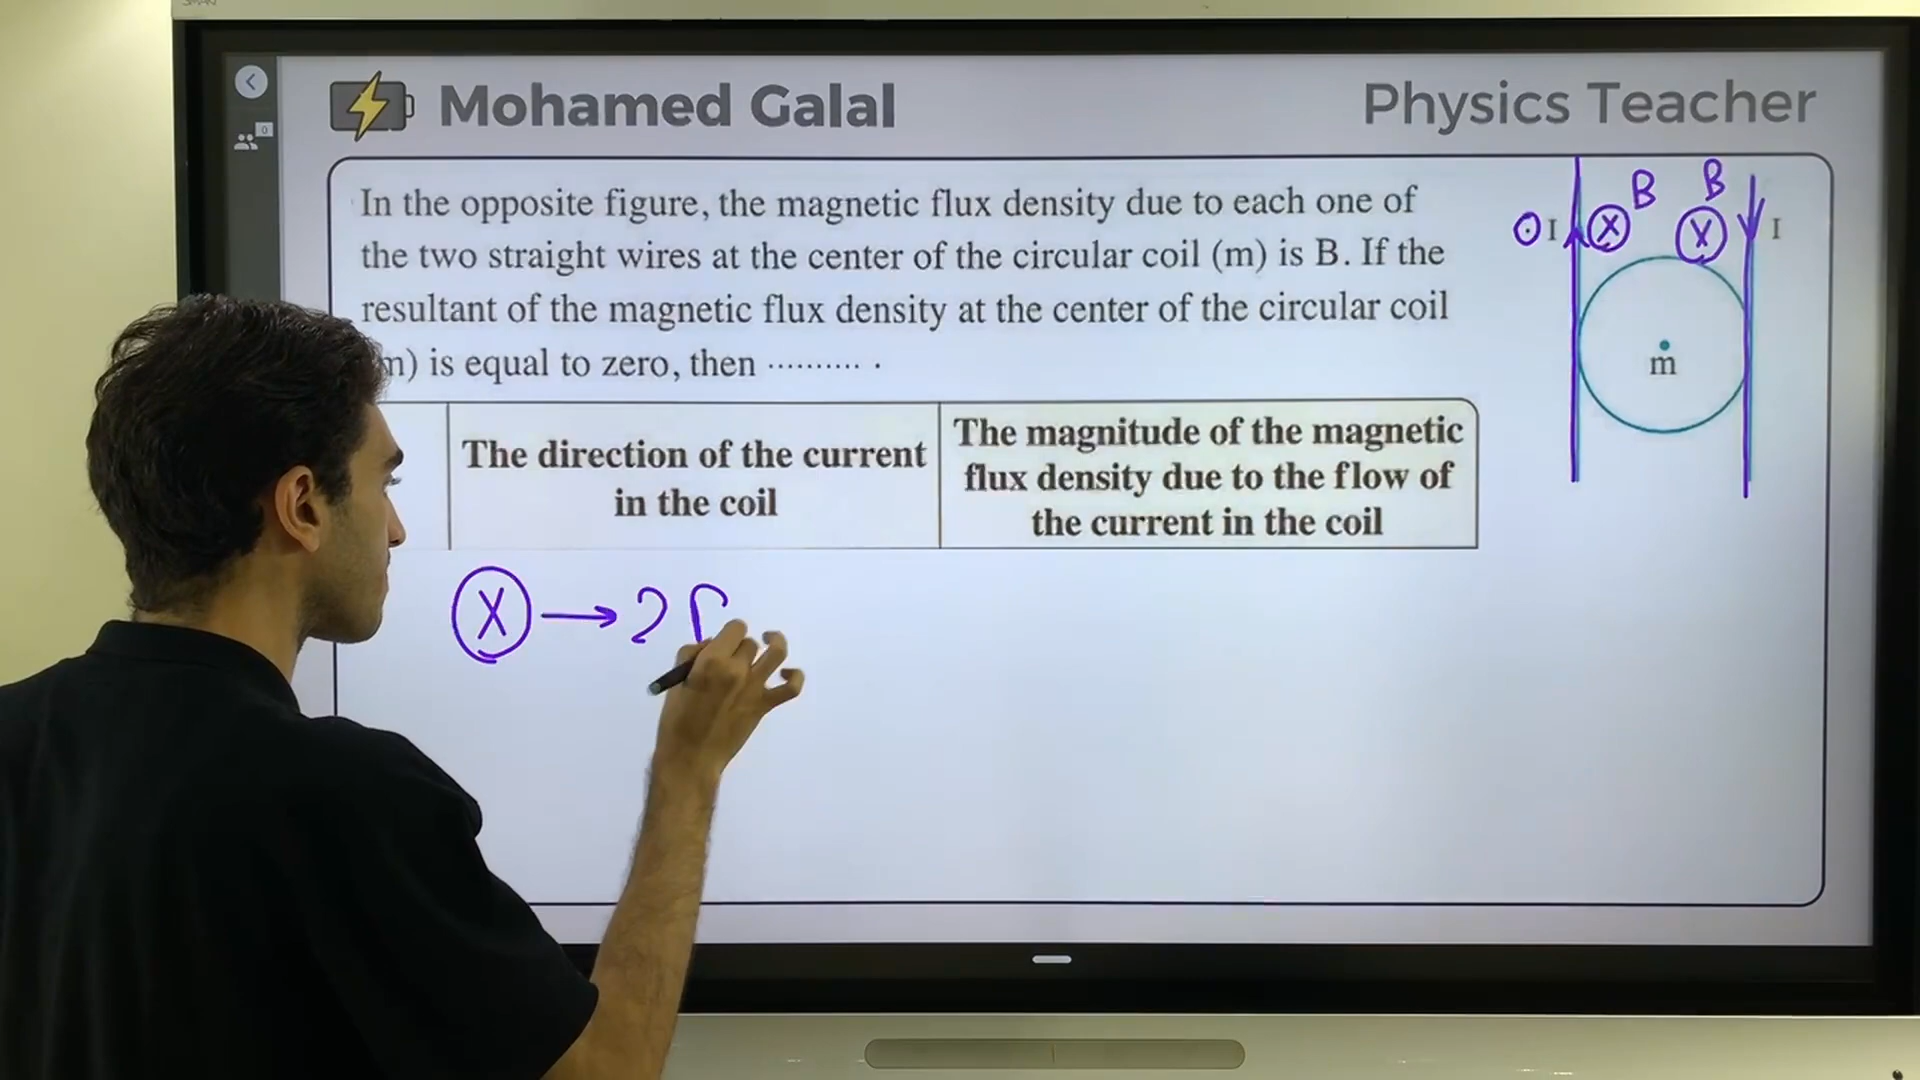 Mohamed Galal
Physics Teacher
0
In the opposite figure, the magnetic flux density due to each one of
the two straight wires at the center of the circular coil (m) is B. If the
resultant of the magnetic flux density at the center of the circular coil
m) is equal to zero, then .......... .
B B
I X X I
m
The direction of the current
in the coil
The magnitude of the magnetic
flux density due to the flow of
the current in the coil
X → 2